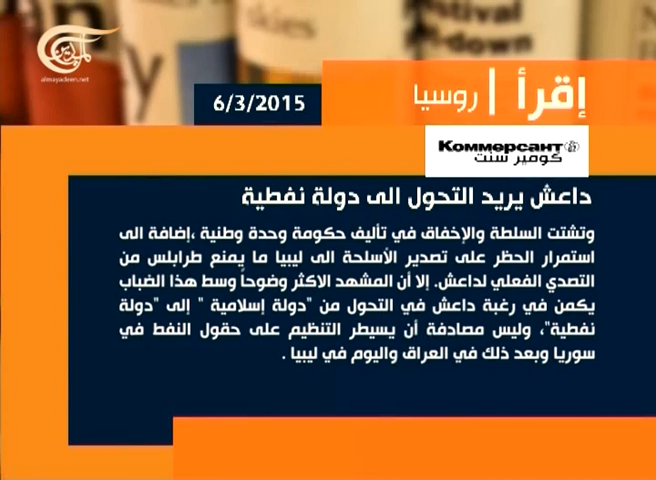 الميادين
almayadeen.net
إقرأ | روسيا
6/3/2015
Коммерсантъ
كومير سنت
داعش يريد التحول الى دولة نفطية
وتشتت السلطة والإخفاق في تأليف حكومة وحدة وطنية ،إضافة الى
استمرار الحظر على تصدير الأسلحة الى ليبيا ما يمنع طرابلس من
التصدي الفعلي لداعش. إلا أن المشهد الاكثر وضوحاً وسط هذا الضباب
يكمن في رغبة داعش في التحول من "دولة إسلامية " إلى "دولة
نفطية"، وليس مصادفة أن يسيطر التنظيم على حقول النفط في
سوريا وبعد ذلك في العراق واليوم في ليبيا .